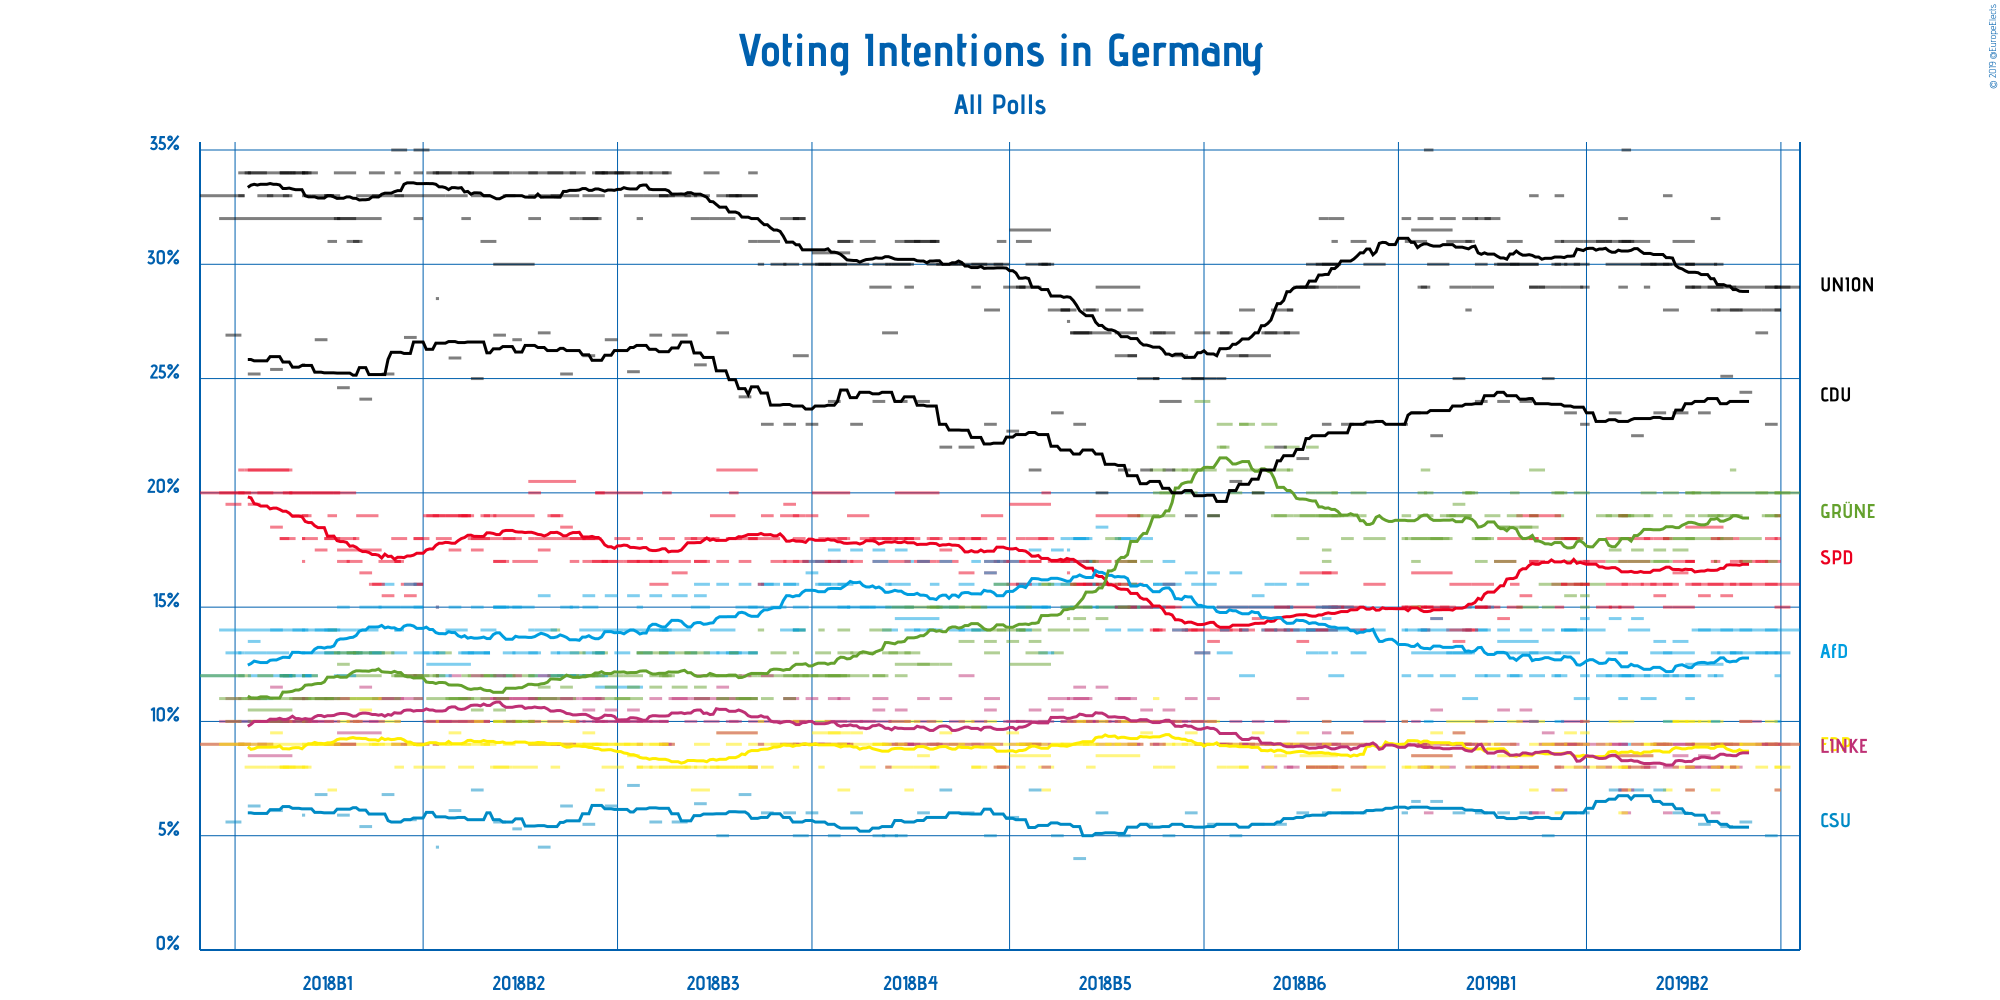 © 2019 @EuropeElects
Voting Intentions in Germany
All Polls
35%
30%
25%
20%
15%
10%
5%
0%
UNION
CDU
GRÜNE
SPD
AfD
LINKE
CSU
2018B1 2018B2 2018B3 2018B4 2018B5 2018B6 2019B1 2019B2